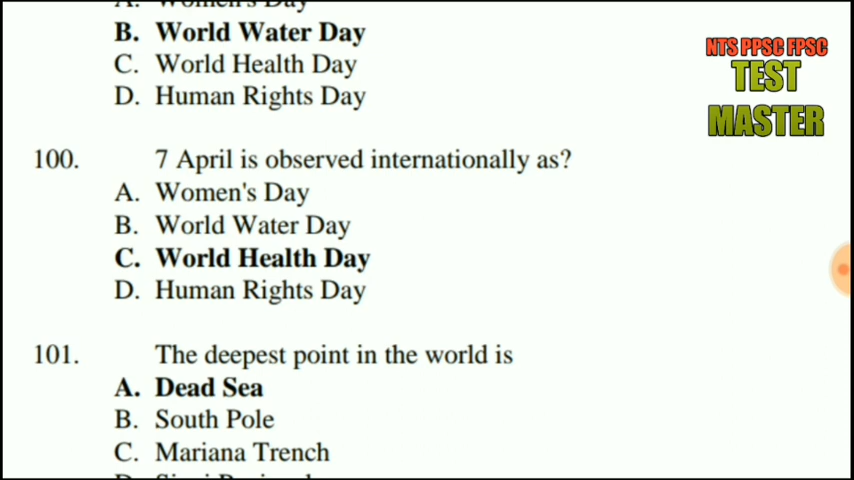 B. World Water Day
C. World Health Day
D. Human Rights Day
NTS PPSC FPSC
TEST
MASTER
100. 7 April is observed internationally as?
A. Women's Day
B. World Water Day
C. World Health Day
D. Human Rights Day
101. The deepest point in the world is
A. Dead Sea
B. South Pole
C. Mariana Trench